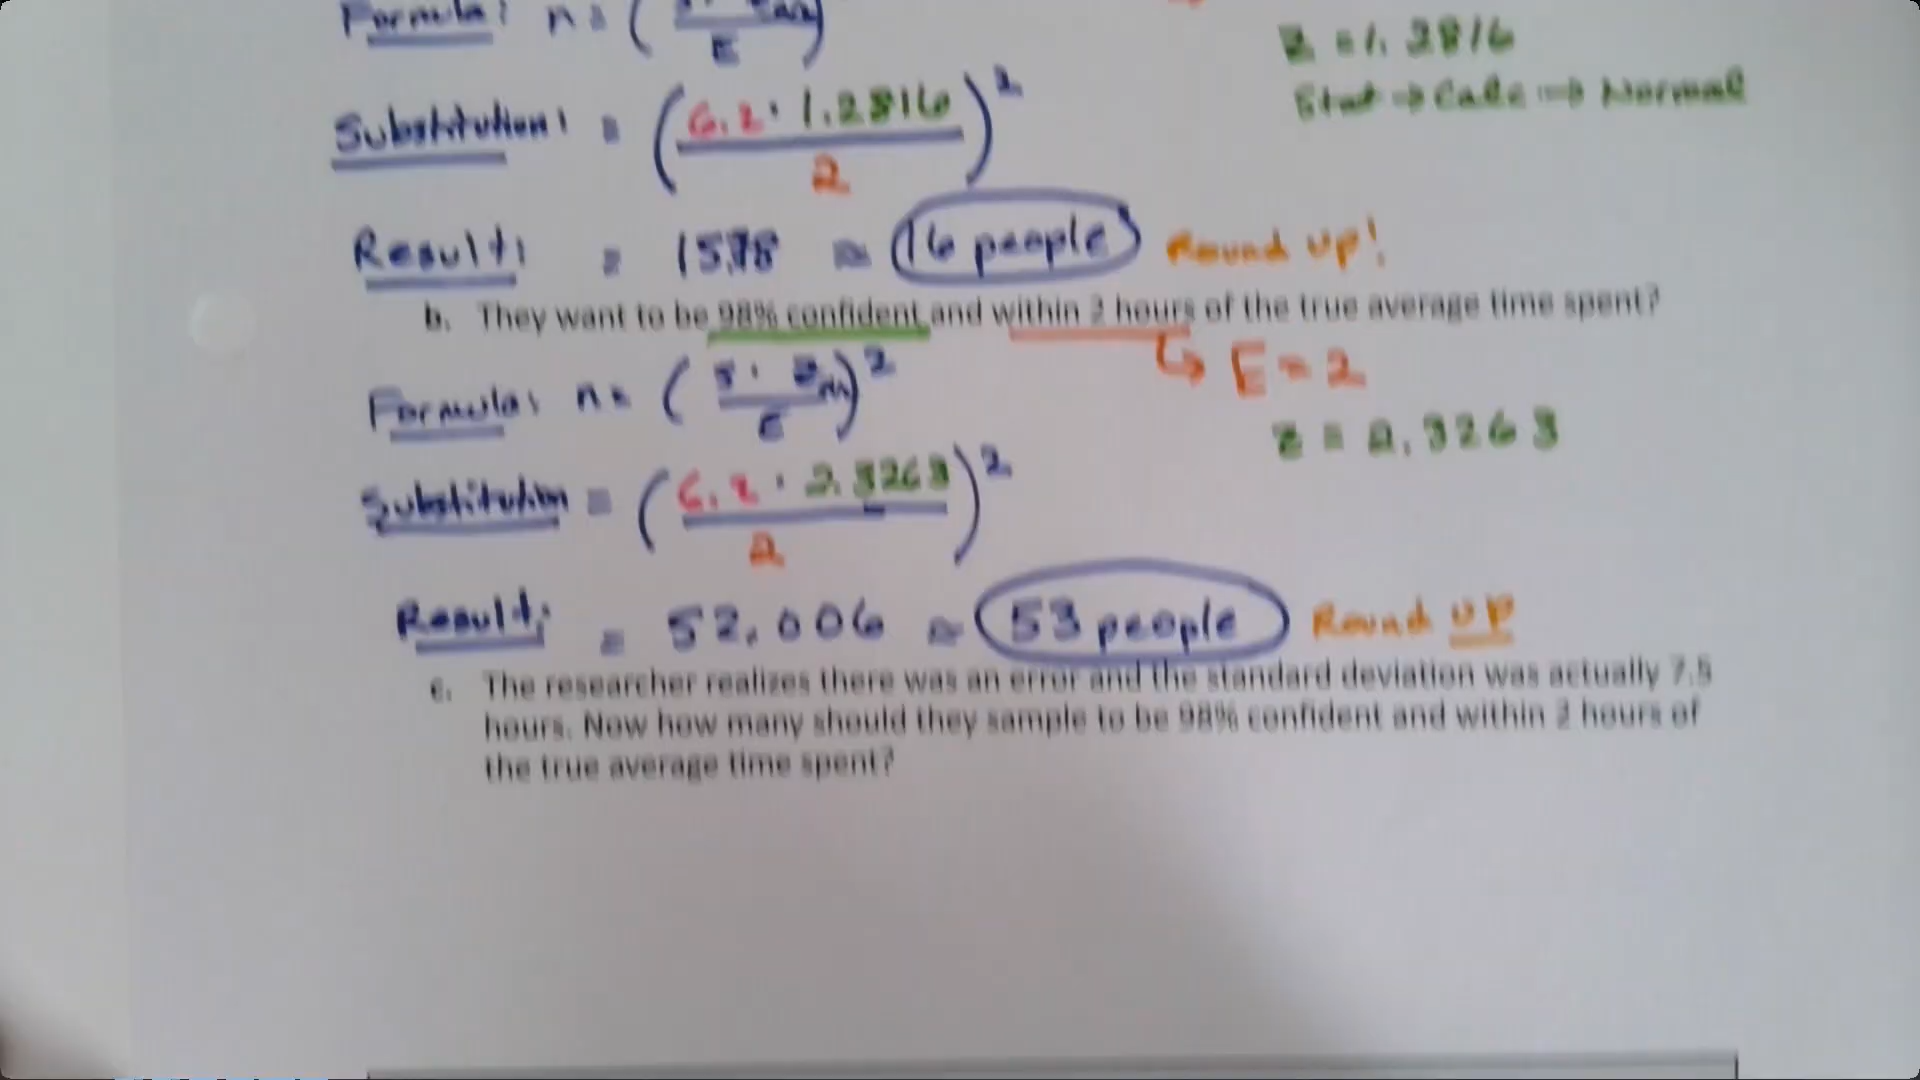 Formula: n = (s · zα/2 / E)
z = 1.2816
Stat → Calc → Normal
Substitution: = (6.2 · 1.2816 / 2)²
Result: = 15.78 ≈ 16 people Round up!
b. They want to be 98% confident and within 2 hours of the true average time spent?
E = 2
Formula: n = (s · zα/2 / E)²
z = 2.3263
Substitution = (6.2 · 2.3263 / 2)²
Result: = 52.006 ≈ 53 people Round up
c. The researcher realizes there was an error and the standard deviation was actually 7.5
hours. Now how many should they sample to be 98% confident and within 2 hours of
the true average time spent?